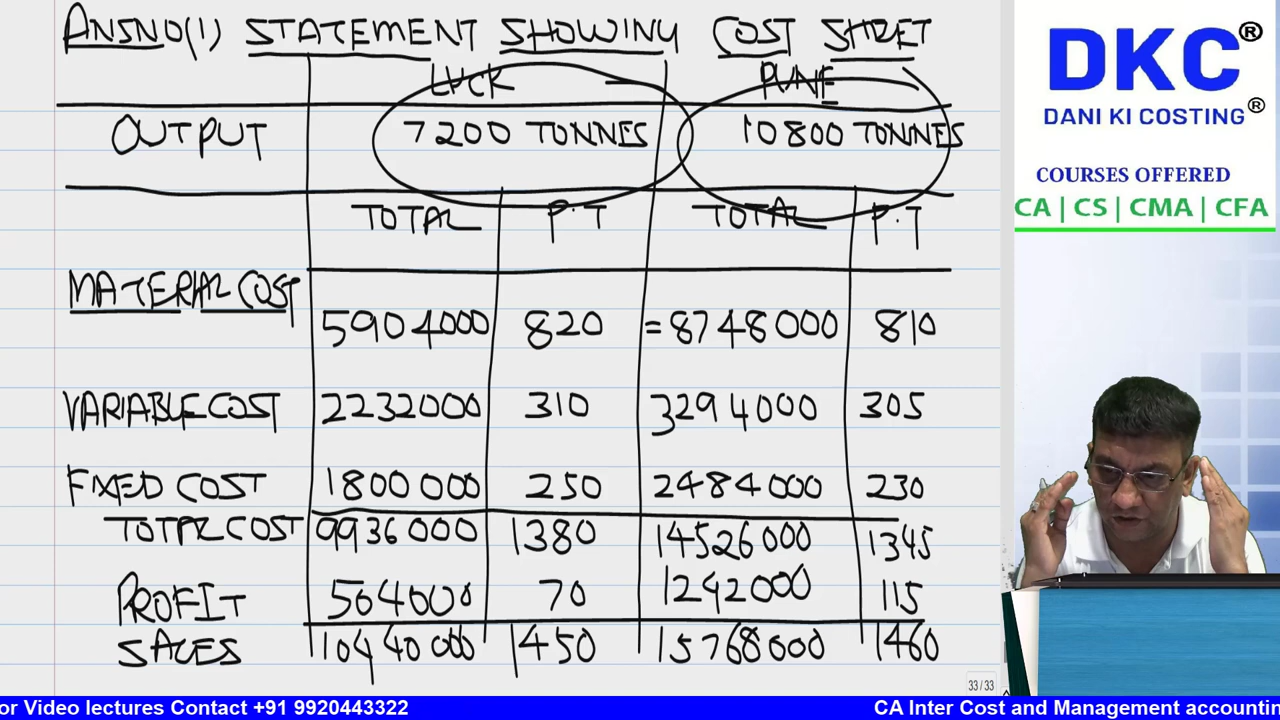 ANSNO(1) STATEMENT SHOWING COST SHEET
LUCK PUNE
OUTPUT 7200 TONNES 10800 TONNES
TOTAL P.T TOTAL P.T
MATERIAL COST
5904000 820 =8748000 810
VARIABLE COST 2232000 310 3294000 305
FIXED COST 1800000 250 2484000 230
TOTAL COST 9936000 1380 14526000 1345
PROFIT 504000 70 1242000 115
SALES 10440000 1450 15768000 1460
33/33
DKC®
DANI KI COSTING®
COURSES OFFERED
CA | CS | CMA | CFA
or Video lectures Contact +91 9920443322 CA Inter Cost and Management accountin